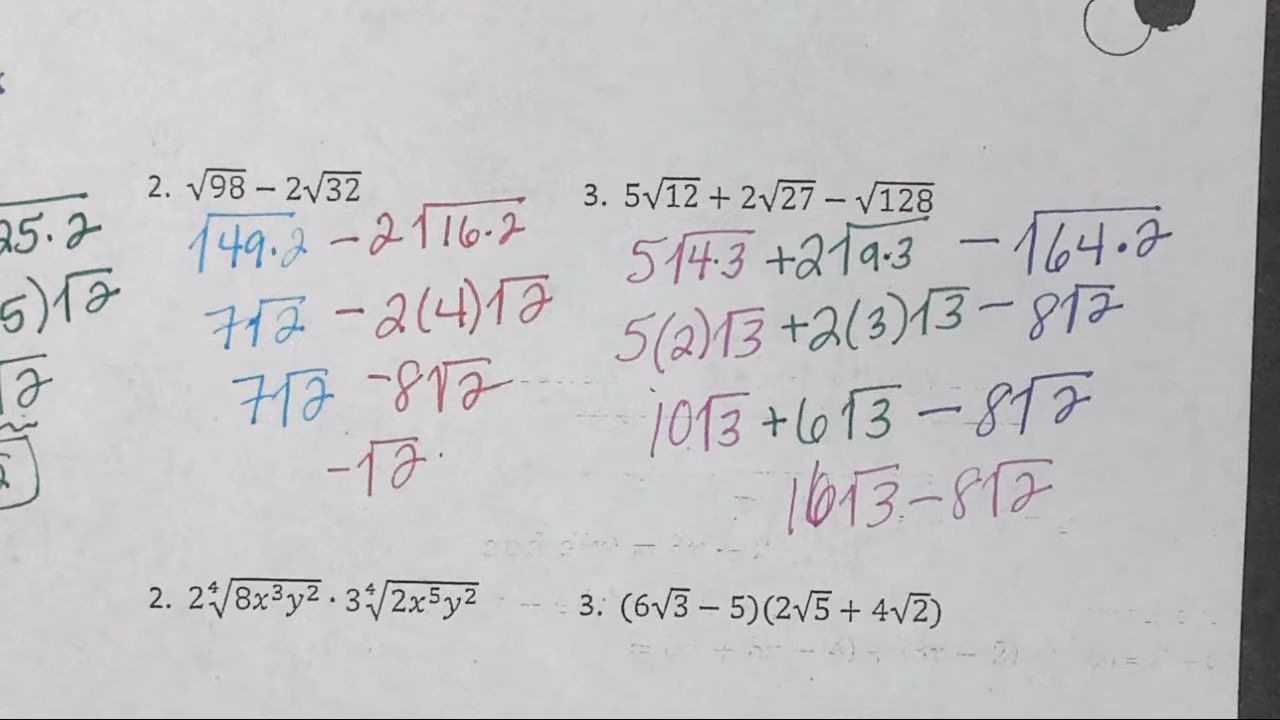 25·2
5)√2
√2
2. √98 − 2√32
√49·2 − 2√16·2
7√2 − 2(4)√2
7√2 −8√2
−√2
3. 5√12 + 2√27 − √128
5√4·3 +2√9·3 − √64·2
5(2)√3 +2(3)√3 − 8√2
10√3 +6√3 − 8√2
16√3 − 8√2
2. 2∜8x³y² · 3∜2x⁵y²
3. (6√3 − 5)(2√5 + 4√2)